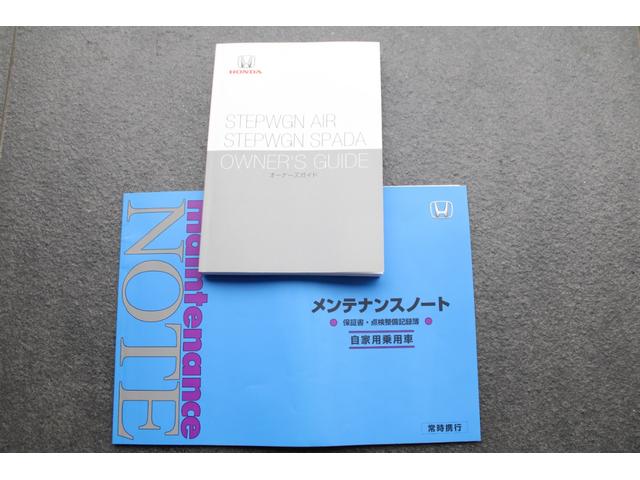 HONDA
STEPWGN AIR
STEPWGN SPADA
OWNER'S GUIDE
オーナーズガイド
maintenance
NOTE
メンテナンスノート
保証書・点検整備記録簿
自家用乗用車
常時携行